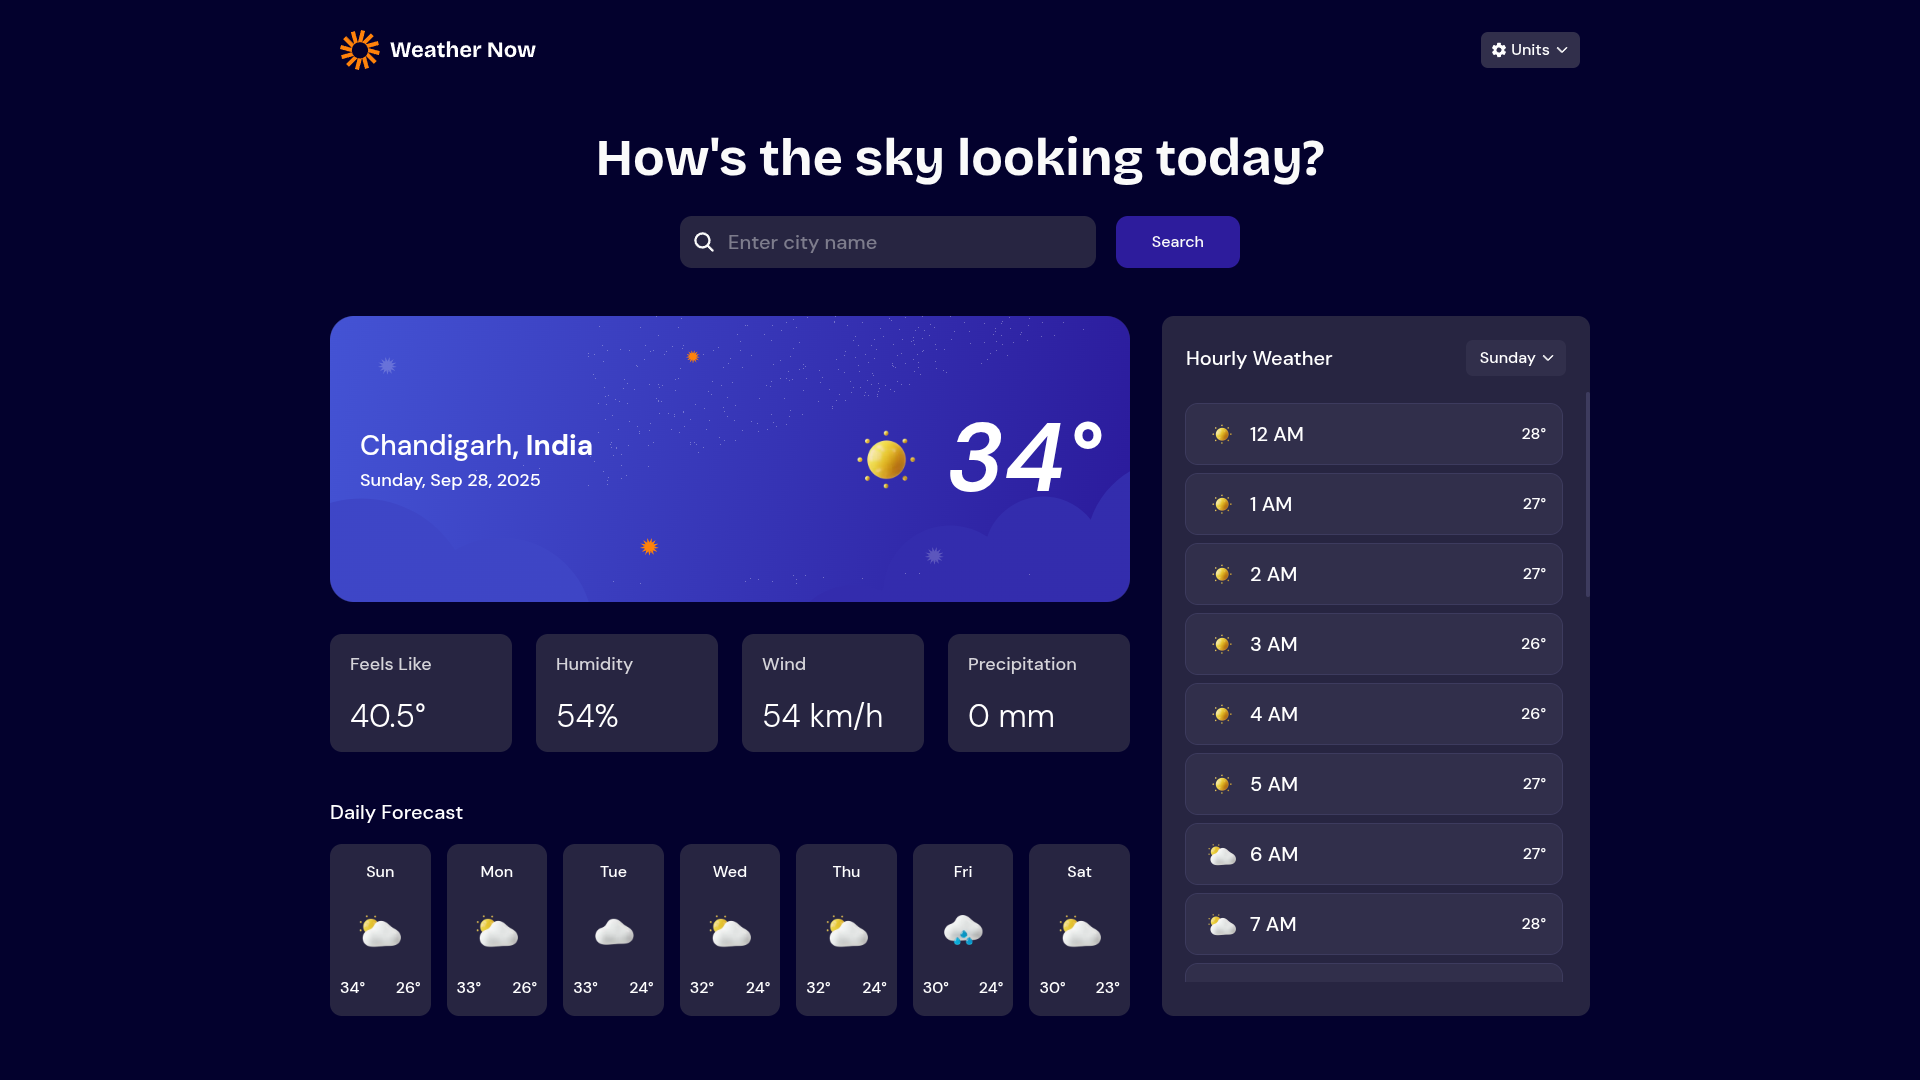 Weather Now
Units
How's the sky looking today?
Enter city name
Search
Chandigarh, India
Sunday, Sep 28, 2025
34°
Feels Like
40.5°
Humidity
54%
Wind
54 km/h
Precipitation
0 mm
Daily Forecast
Sun
34° 26°
Mon
33° 26°
Tue
33° 24°
Wed
32° 24°
Thu
32° 24°
Fri
30° 24°
Sat
30° 23°
Hourly Weather
Sunday
12 AM 28°
1 AM 27°
2 AM 27°
3 AM 26°
4 AM 26°
5 AM 27°
6 AM 27°
7 AM 28°